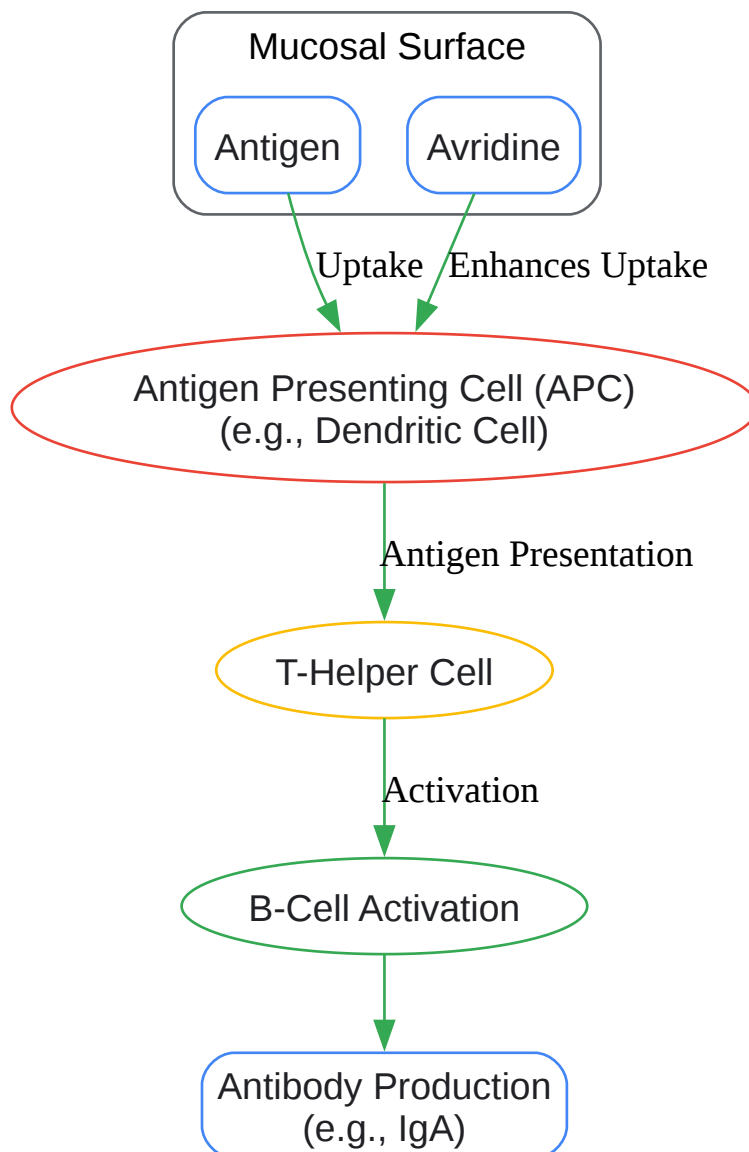 Mucosal Surface
Antigen
Avridine
Uptake
Enhances Uptake
Antigen Presenting Cell (APC)
(e.g., Dendritic Cell)
Antigen Presentation
T-Helper Cell
Activation
B-Cell Activation
Antibody Production
(e.g., IgA)